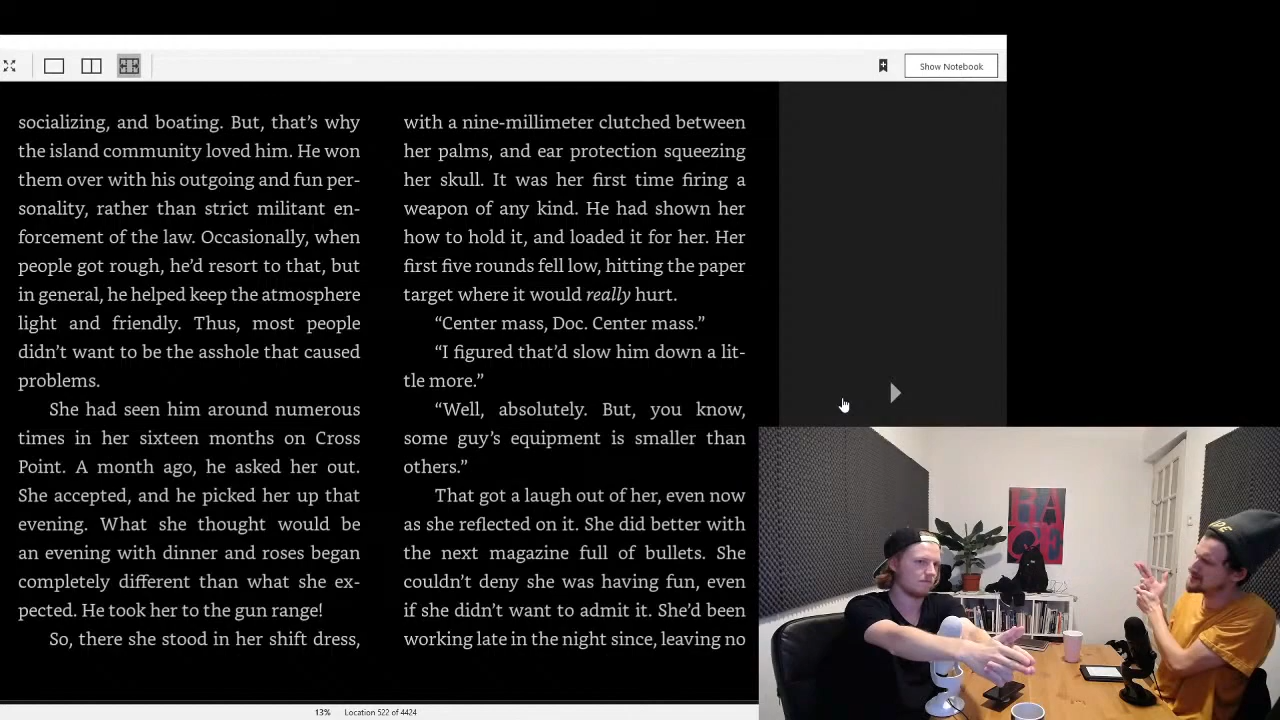 Show Notebook
socializing, and boating. But, that’s why
the island community loved him. He won
them over with his outgoing and fun per-
sonality, rather than strict militant en-
forcement of the law. Occasionally, when
people got rough, he’d resort to that, but
in general, he helped keep the atmosphere
light and friendly. Thus, most people
didn’t want to be the asshole that caused
problems.
She had seen him around numerous
times in her sixteen months on Cross
Point. A month ago, he asked her out.
She accepted, and he picked her up that
evening. What she thought would be
an evening with dinner and roses began
completely different than what she ex-
pected. He took her to the gun range!
So, there she stood in her shift dress,
with a nine-millimeter clutched between
her palms, and ear protection squeezing
her skull. It was her first time firing a
weapon of any kind. He had shown her
how to hold it, and loaded it for her. Her
first five rounds fell low, hitting the paper
target where it would really hurt.
“Center mass, Doc. Center mass.”
“I figured that’d slow him down a lit-
tle more.”
“Well, absolutely. But, you know,
some guy’s equipment is smaller than
others.”
That got a laugh out of her, even now
as she reflected on it. She did better with
the next magazine full of bullets. She
couldn’t deny she was having fun, even
if she didn’t want to admit it. She’d been
working late in the night since, leaving no
13% Location 522 of 4424